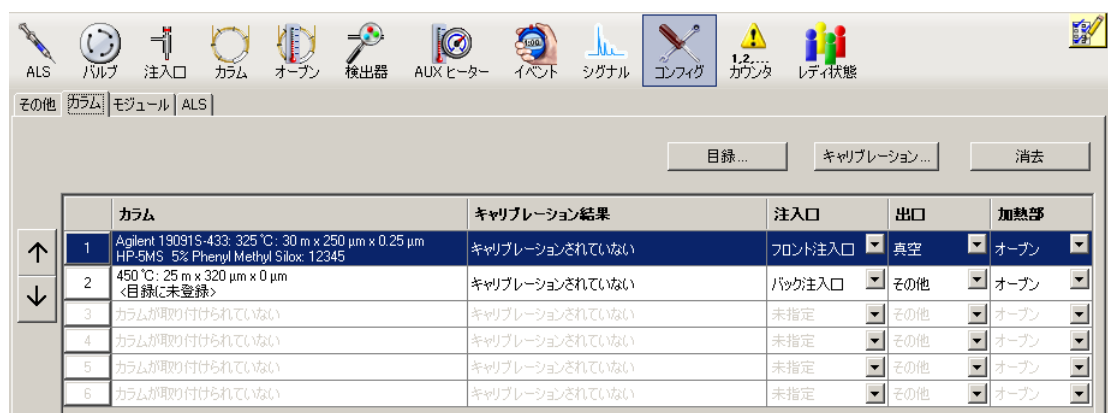 ALS
バルブ
注入口
カラム
オーブン
検出器
AUX ヒーター
1:00
イベント
シグナル
コンフィグ
1,2,...
カウンタ
レディ状態
その他 カラム モジュール ALS
目録... キャリブレーション... 消去
カラム キャリブレーション結果 注入口 出口 加熱部
1 Agilent 19091S-433: 325 °C: 30 m x 250 µm x 0.25 µm
HP-5MS 5% Phenyl Methyl Silox: 12345 キャリブレーションされていない フロント注入口 真空 オーブン
2 450 °C: 25 m x 320 µm x 0 µm
<目録に未登録> キャリブレーションされていない バック注入口 その他 オーブン
3 カラムが取り付けられていない キャリブレーションされていない 未指定 その他 オーブン
4 カラムが取り付けられていない キャリブレーションされていない 未指定 その他 オーブン
5 カラムが取り付けられていない キャリブレーションされていない 未指定 その他 オーブン
6 カラムが取り付けられていない キャリブレーションされていない 未指定 その他 オーブン